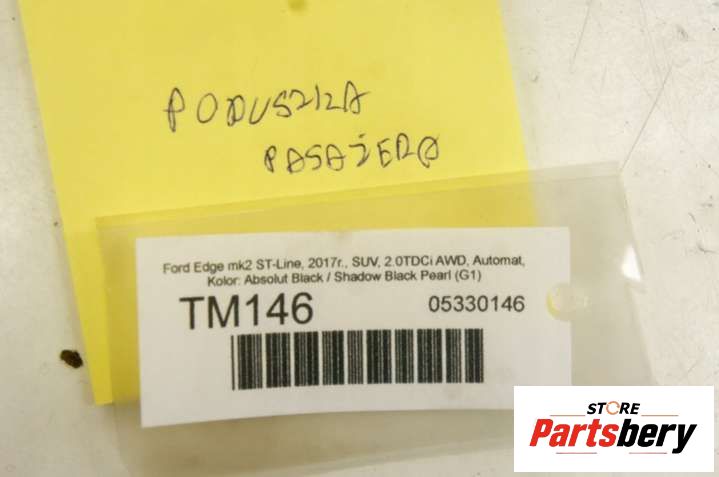 PODUSZKA
PASAŻERA
Ford Edge mk2 ST-Line, 2017r., SUV, 2.0TDCi AWD, Automat,
Kolor: Absolut Black / Shadow Black Pearl (G1)
TM146 05330146
STORE
Partsbery